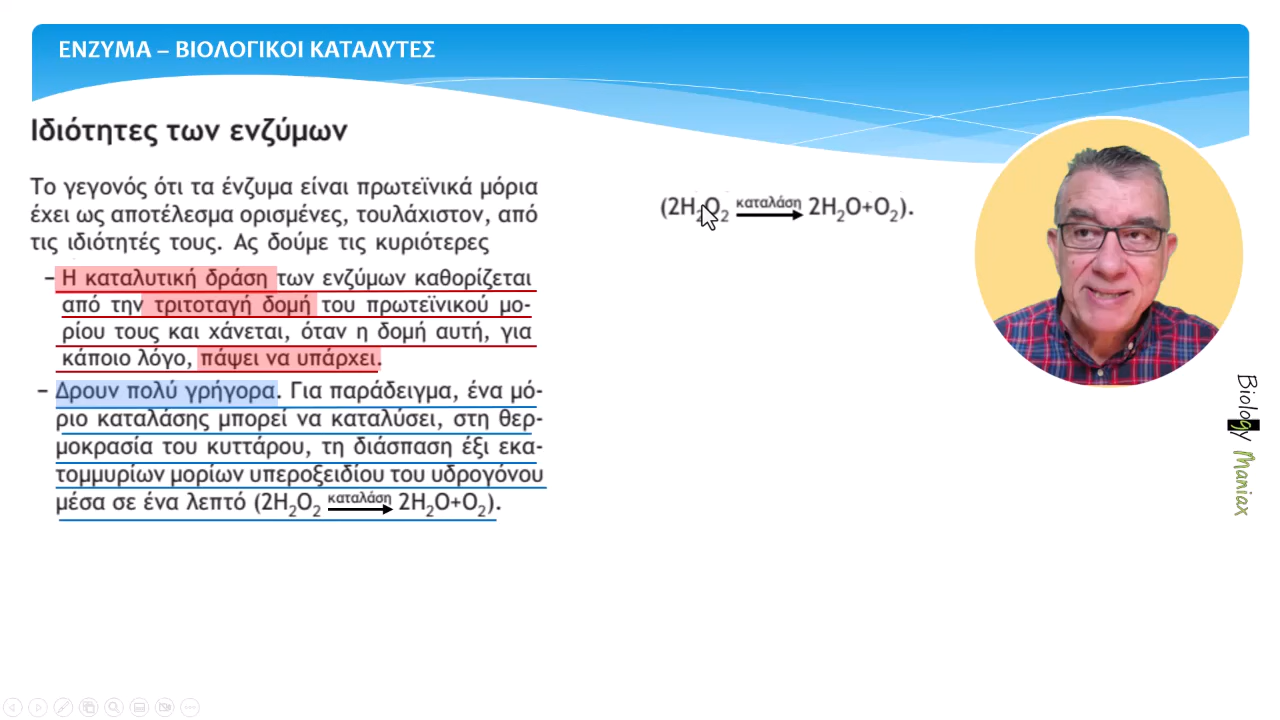 ΕΝΖΥΜΑ – ΒΙΟΛΟΓΙΚΟΙ ΚΑΤΑΛΥΤΕΣ
Ιδιότητες των ενζύμων
Το γεγονός ότι τα ένζυμα είναι πρωτεϊνικά μόρια
έχει ως αποτέλεσμα ορισμένες, τουλάχιστον, από
τις ιδιότητές τους. Ας δούμε τις κυριότερες
– Η καταλυτική δράση των ενζύμων καθορίζεται
από την τριτοταγή δομή του πρωτεϊνικού μο-
ρίου τους και χάνεται, όταν η δομή αυτή, για
κάποιο λόγο, πάψει να υπάρχει.
– Δρουν πολύ γρήγορα. Για παράδειγμα, ένα μό-
ριο καταλάσης μπορεί να καταλύσει, στη θερ-
μοκρασία του κυττάρου, τη διάσπαση έξι εκα-
τομμυρίων μορίων υπεροξειδίου του υδρογόνου
μέσα σε ένα λεπτό (2H₂O₂ καταλάση → 2H₂O+O₂).
(2H₂O₂ καταλάση → 2H₂O+O₂).
Biology Maniax